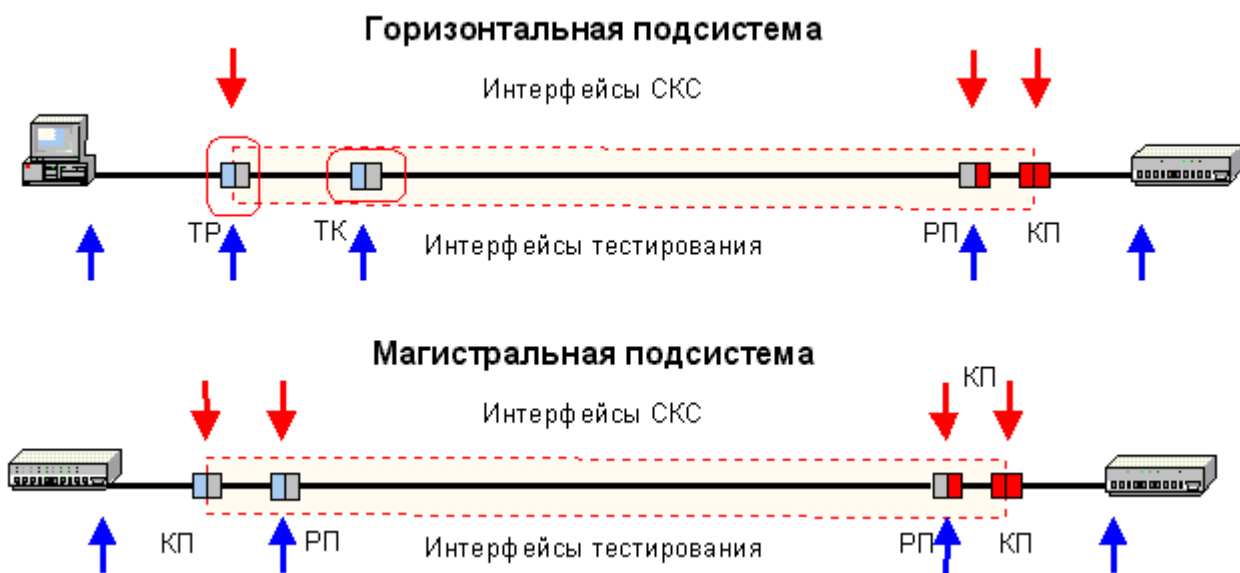 Горизонтальная подсистема
Интерфейсы СКС
ТР
ТК
Интерфейсы тестирования
РП
КП
Магистральная подсистема
КП
Интерфейсы СКС
КП
РП
Интерфейсы тестирования
РП
КП